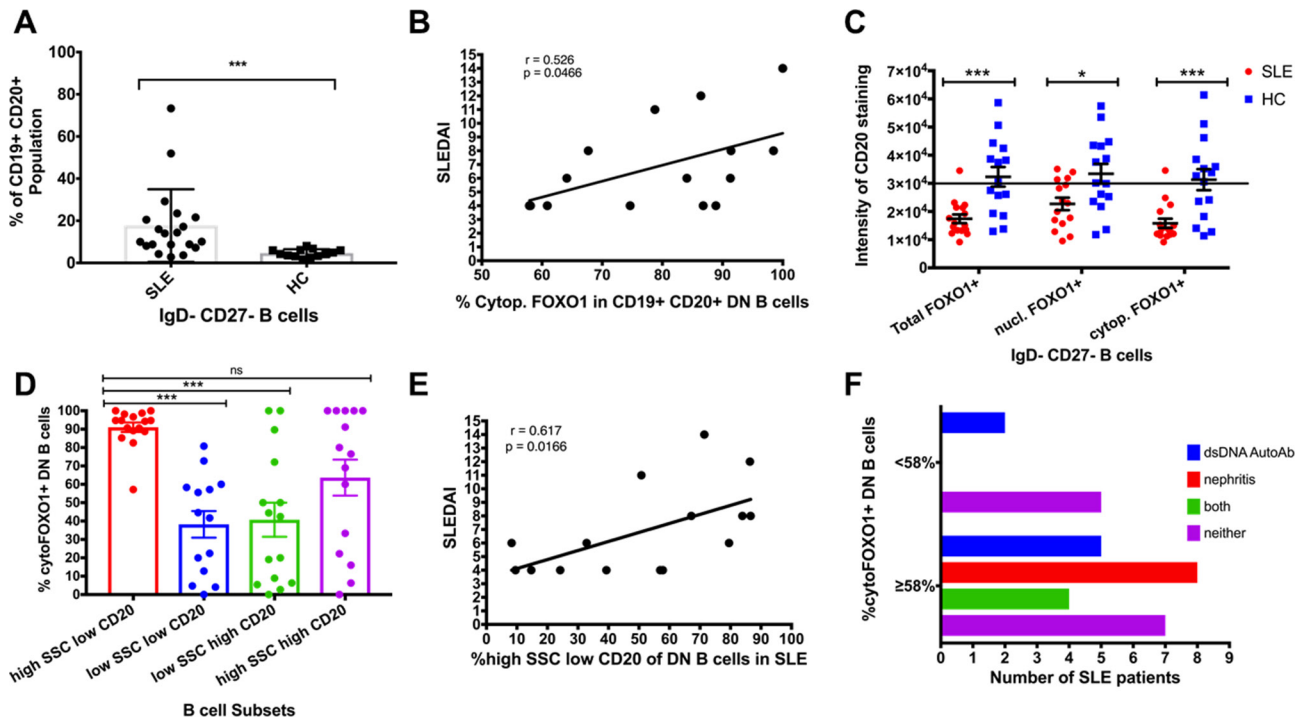 A
% of CD19+ CD20+
Population
100
80
60
40
20
0
***
SLE
HC
IgD- CD27- B cells
B
SLEDAI
15
14
13
12
11
10
9
8
7
6
5
4
3
2
1
0
r = 0.526
p = 0.0466
50
60
70
80
90
100
% Cytop. FOXO1 in CD19+ CD20+ DN B cells
C
Intensity of CD20 staining
7×10⁴
6×10⁴
5×10⁴
4×10⁴
3×10⁴
2×10⁴
1×10⁴
0
***
*
***
SLE
HC
Total FOXO1+
nucl. FOXO1+
cytop. FOXO1+
IgD- CD27- B cells
D
% cytoFOXO1+ DN B cells
ns
***
***
100
90
80
70
60
50
40
30
20
10
0
high SSC low CD20
low SSC low CD20
low SSC high CD20
high SSC high CD20
B cell Subsets
E
SLEDAI
15
14
13
12
11
10
9
8
7
6
5
4
3
2
1
0
r = 0.617
p = 0.0166
0
10
20
30
40
50
60
70
80
90
100
%high SSC low CD20 of DN B cells in SLE
F
%cytoFOXO1+ DN B cells
<58%
≥58%
dsDNA AutoAb
nephritis
both
neither
0
1
2
3
4
5
6
7
8
9
Number of SLE patients